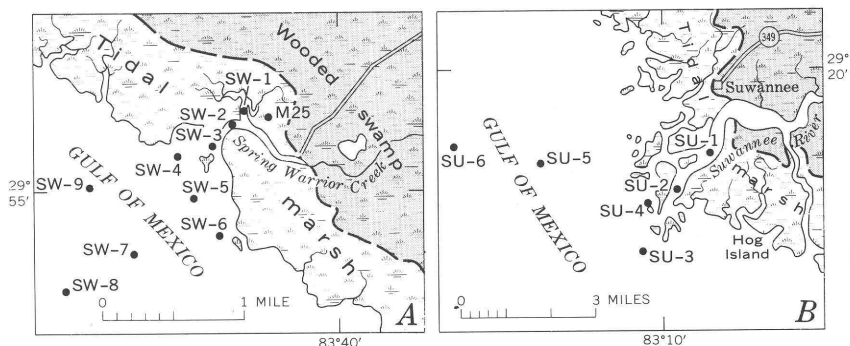 Tidal
Wooded
swamp
SW-1
SW-2
M25
SW-3
SW-4
Spring Warrior Creek
GULF OF MEXICO
SW-9
29°
55'
SW-5
SW-6
marsh
SW-7
SW-8
0 1 MILE
A
83°40'
349
29°
20'
Tidal
Suwannee
GULF OF MEXICO
SU-1
SU-6
SU-5
Suwannee River
SU-2
marsh
SU-4
Hog
Island
SU-3
0 3 MILES
B
83°10'